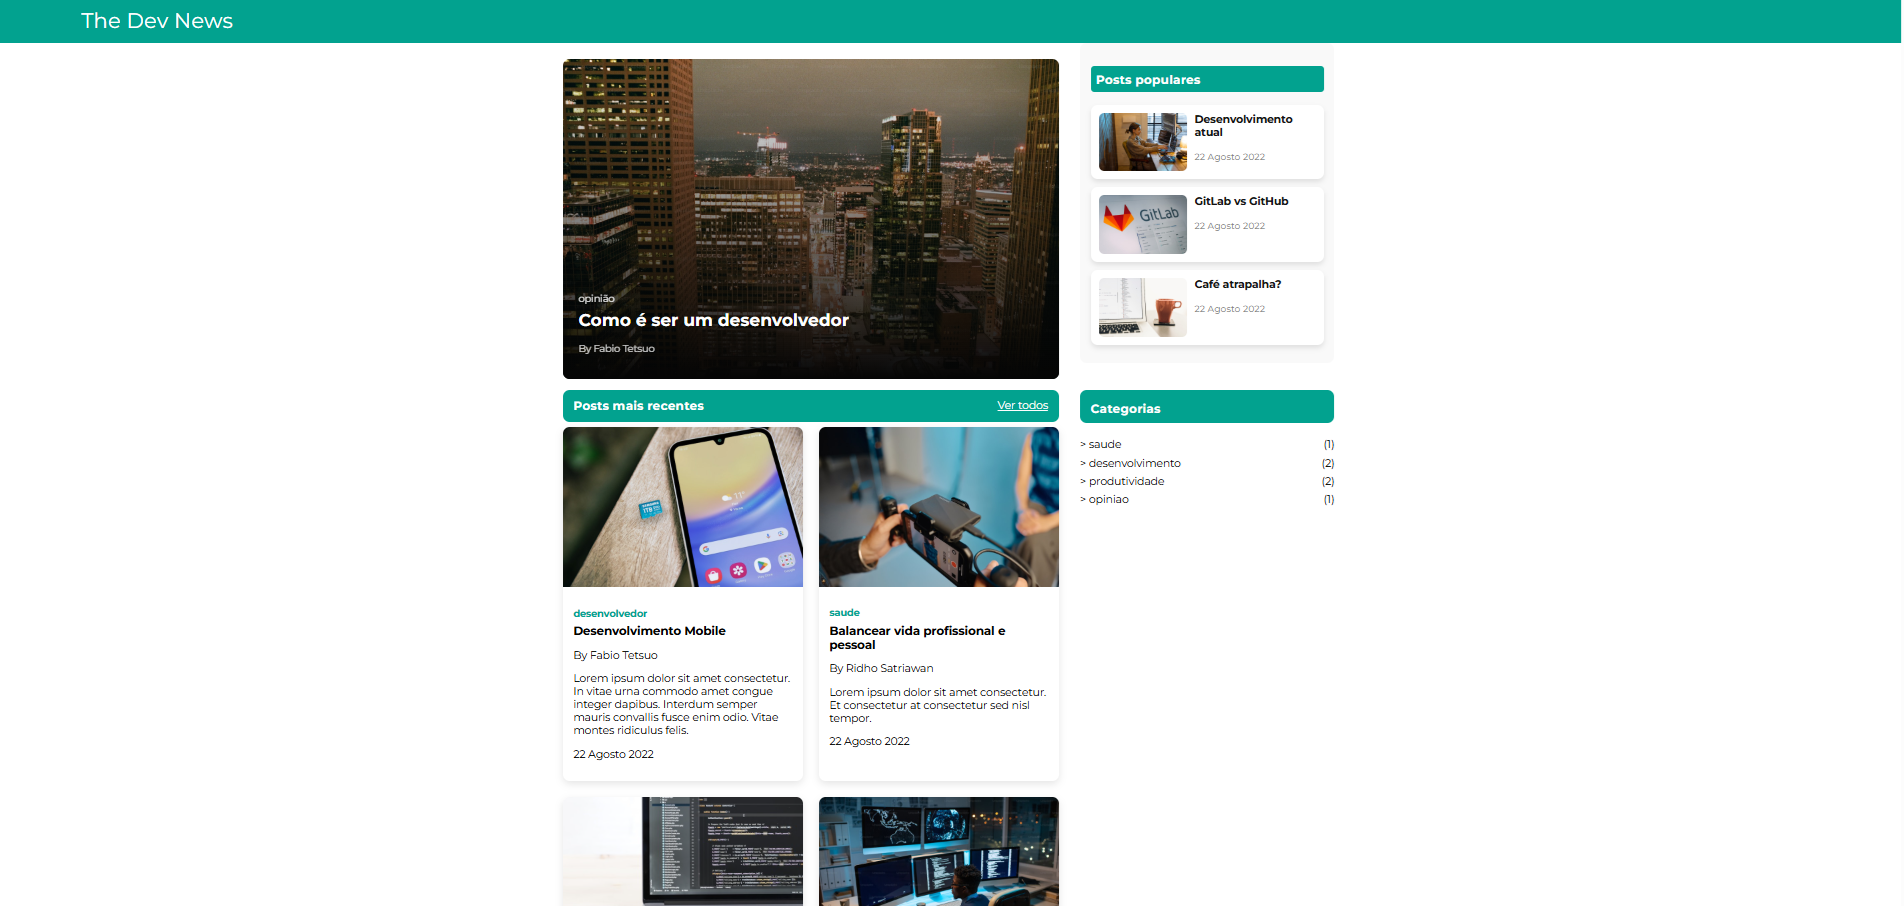 The Dev News
opinião
Como é ser um desenvolvedor
By Fabio Tetsuo
Posts populares
Desenvolvimento
atual
22 Agosto 2022
GitLab
GitLab vs GitHub
22 Agosto 2022
Café atrapalha?
22 Agosto 2022
Posts mais recentes
Ver todos
desenvolvedor
Desenvolvimento Mobile
By Fabio Tetsuo
Lorem ipsum dolor sit amet consectetur.
In vitae urna commodo amet congue
integer dapibus. Interdum semper
mauris convallis fusce enim odio. Vitae
montes ridiculus felis.
22 Agosto 2022
saude
Balancear vida profissional e
pessoal
By Ridho Satriawan
Lorem ipsum dolor sit amet consectetur.
Et consectetur at consectetur sed nisl
tempor.
22 Agosto 2022
Categorias
> saude (1)
> desenvolvimento (2)
> produtividade (2)
> opiniao (1)